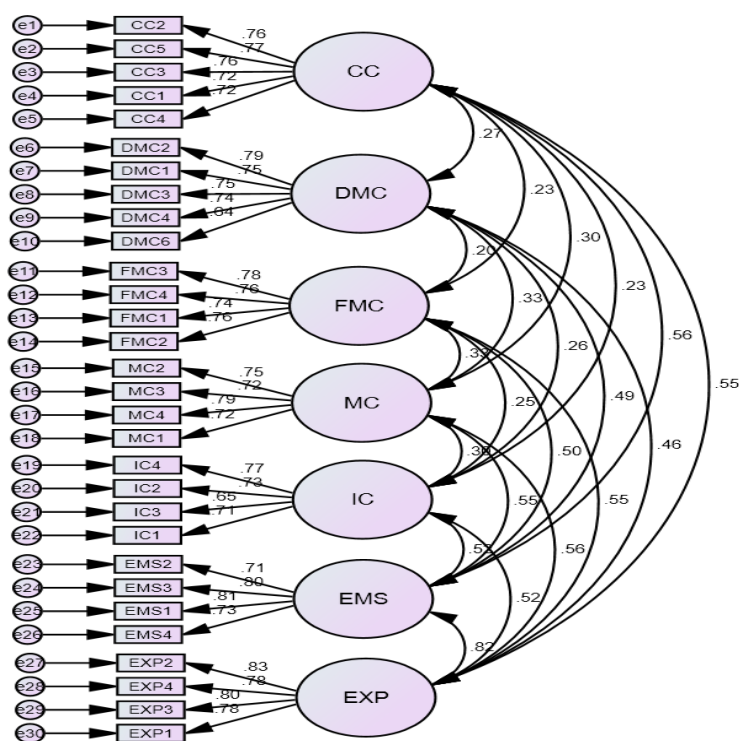 e1 CC2 .76
e2 CC5 .77
e3 CC3 .76 CC
e4 CC1 .72
e5 CC4 .72
.27
e6 DMC2 .79
e7 DMC1 .75
e8 DMC3 .75 DMC .23
e9 DMC4 .74
e10 DMC6 .64
.30
.20
e11 FMC3 .78
e12 FMC4 .76 .23
e13 FMC1 .74 FMC .33
e14 FMC2 .76
.56
.26
e15 MC2 .75
e16 MC3 .72 .55
e17 MC4 .79 MC .25 .49
e18 MC1 .72
.50 .46
e19 IC4 .77
e20 IC2 .73
e21 IC3 .65 IC .55 .55
e22 IC1 .71
.56
e23 EMS2 .71
e24 EMS3 .80
e25 EMS1 .81 EMS .52
e26 EMS4 .73
.82
e27 EXP2 .83
e28 EXP4 .78
e29 EXP3 .80 EXP
e30 EXP1 .78